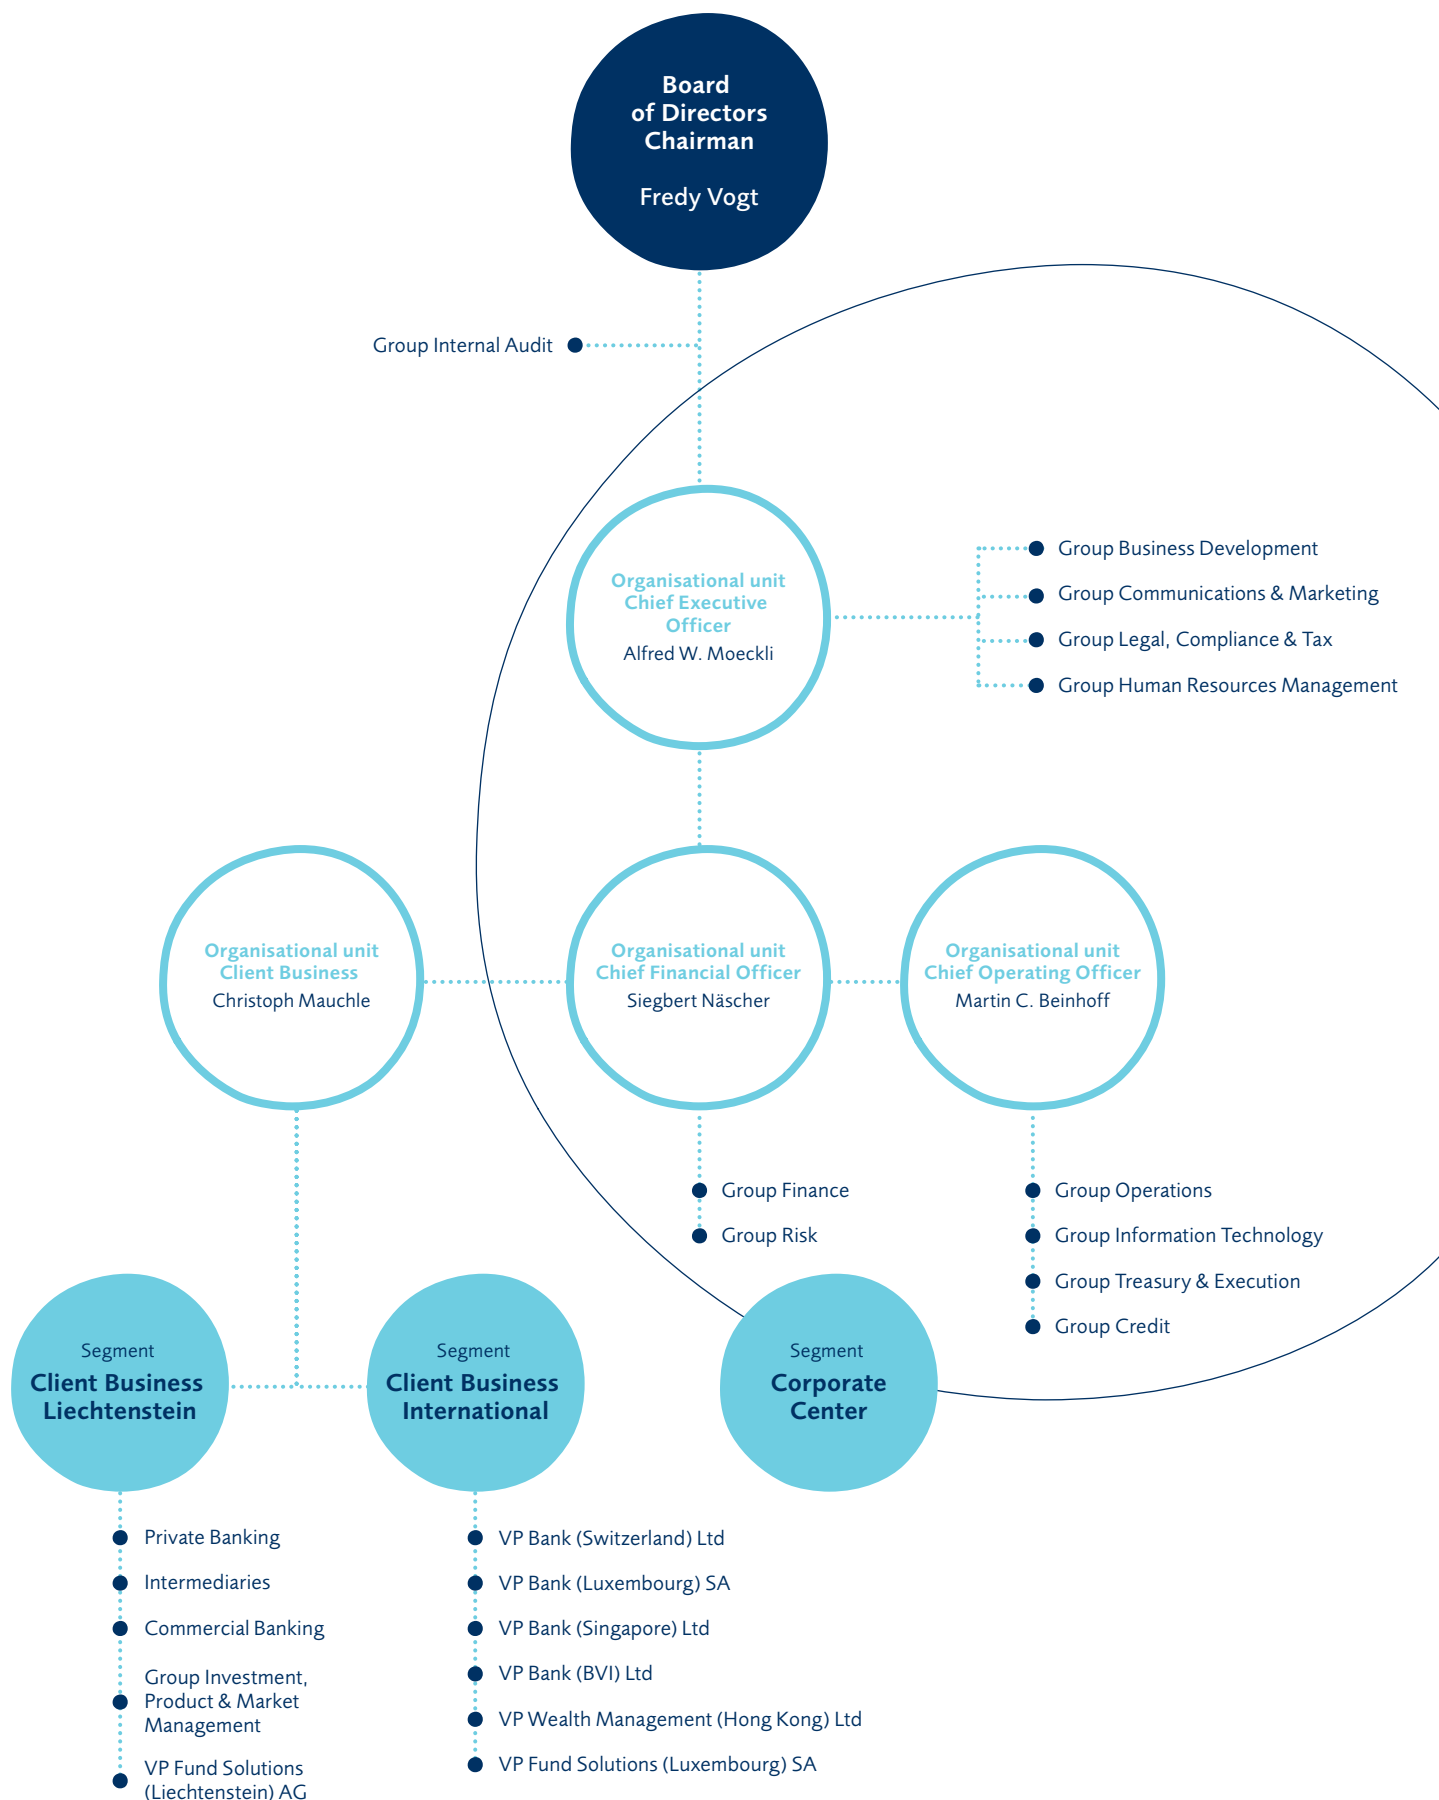 Board
of Directors
Chairman
Fredy Vogt
Group Internal Audit
Organisational unit
Chief Executive
Officer
Alfred W. Moeckli
Group Business Development
Group Communications & Marketing
Group Legal, Compliance & Tax
Group Human Resources Management
Organisational unit
Client Business
Christoph Mauchle
Organisational unit
Chief Financial Officer
Siegbert Näscher
Organisational unit
Chief Operating Officer
Martin C. Beinhoff
Group Finance
Group Risk
Group Operations
Group Information Technology
Group Treasury & Execution
Group Credit
Segment
Client Business
Liechtenstein
Segment
Client Business
International
Segment
Corporate
Center
Private Banking
Intermediaries
Commercial Banking
Group Investment,
Product & Market
Management
VP Fund Solutions
(Liechtenstein) AG
VP Bank (Switzerland) Ltd
VP Bank (Luxembourg) SA
VP Bank (Singapore) Ltd
VP Bank (BVI) Ltd
VP Wealth Management (Hong Kong) Ltd
VP Fund Solutions (Luxembourg) SA